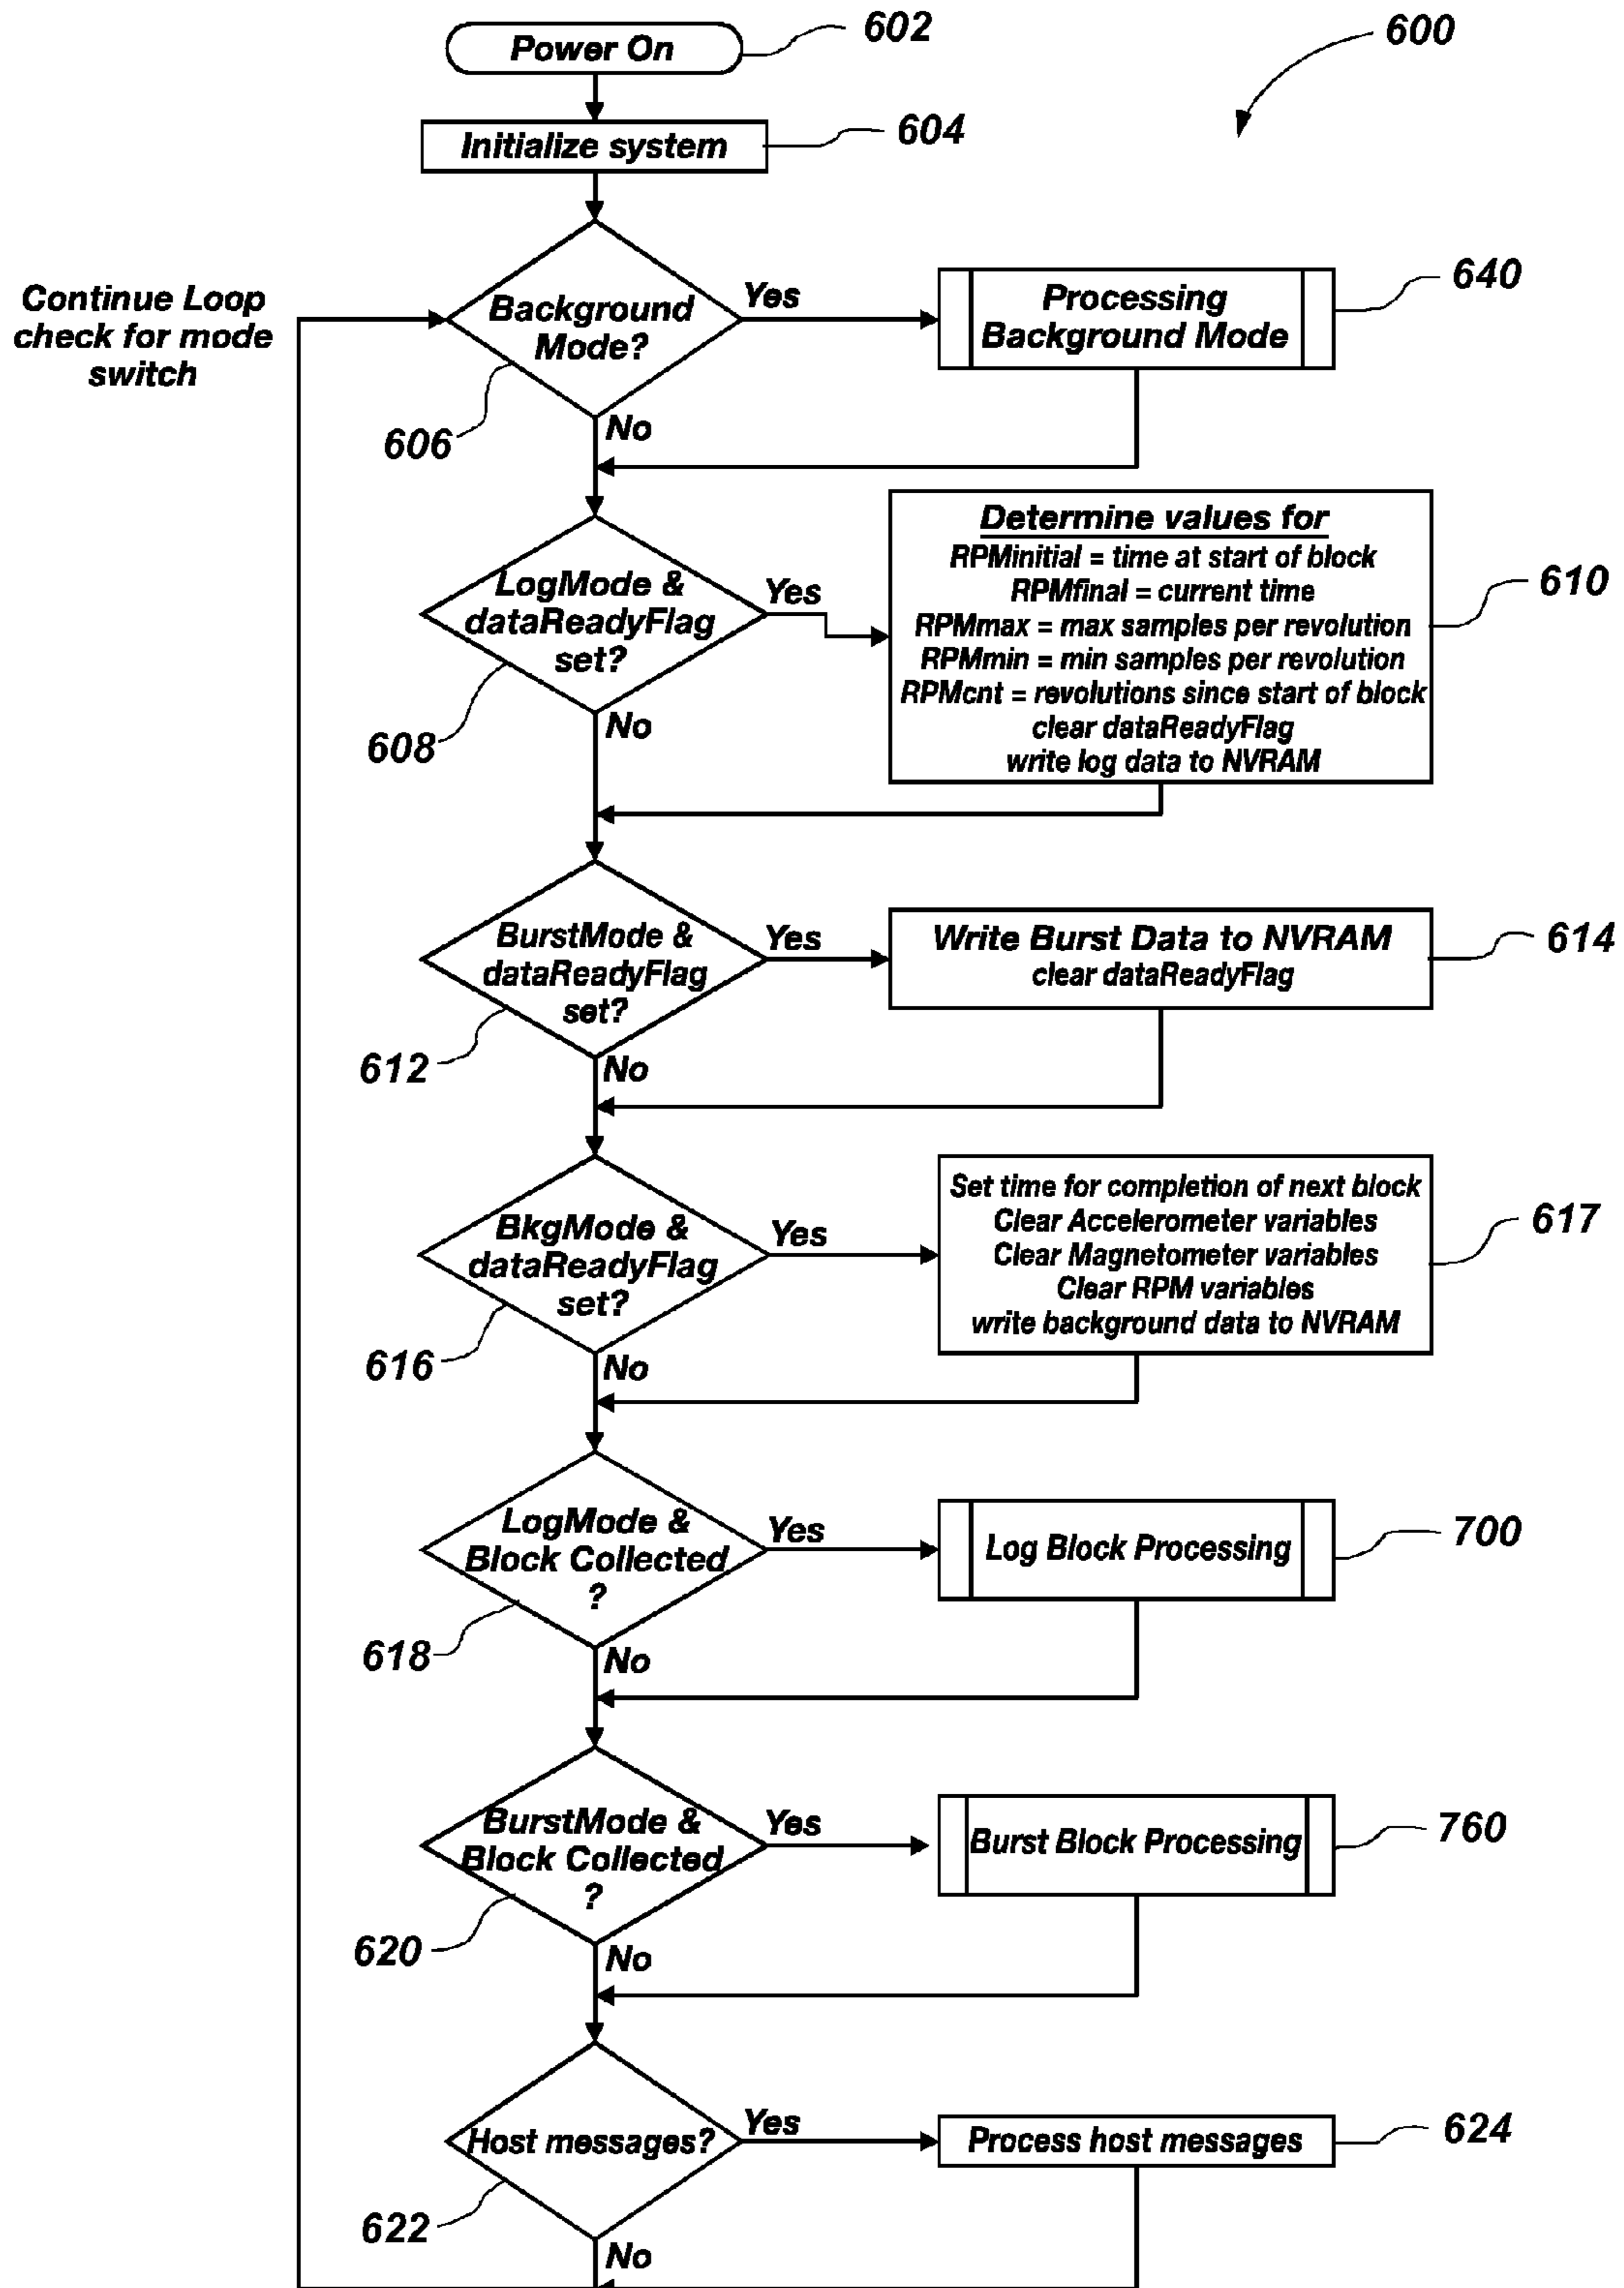 Power On
602
600
Initialize system
604
Continue Loop
check for mode
switch
Background
Mode?
Yes
Processing
Background Mode
640
606
No
LogMode &
dataReadyFlag
set?
Yes
Determine values for
RPMinitial = time at start of block
RPMfinal = current time
RPMmax = max samples per revolution
RPMmin = min samples per revolution
RPMcnt = revolutions since start of block
clear dataReadyFlag
write log data to NVRAM
610
608
No
BurstMode &
dataReadyFlag
set?
Yes
Write Burst Data to NVRAM
clear dataReadyFlag
614
612
No
BkgMode &
dataReadyFlag
set?
Yes
Set time for completion of next block
Clear Accelerometer variables
Clear Magnetometer variables
Clear RPM variables
write background data to NVRAM
617
616
No
LogMode &
Block Collected
?
Yes
Log Block Processing
700
618
No
BurstMode &
Block Collected
?
Yes
Burst Block Processing
760
620
No
Host messages?
Yes
Process host messages
624
622
No